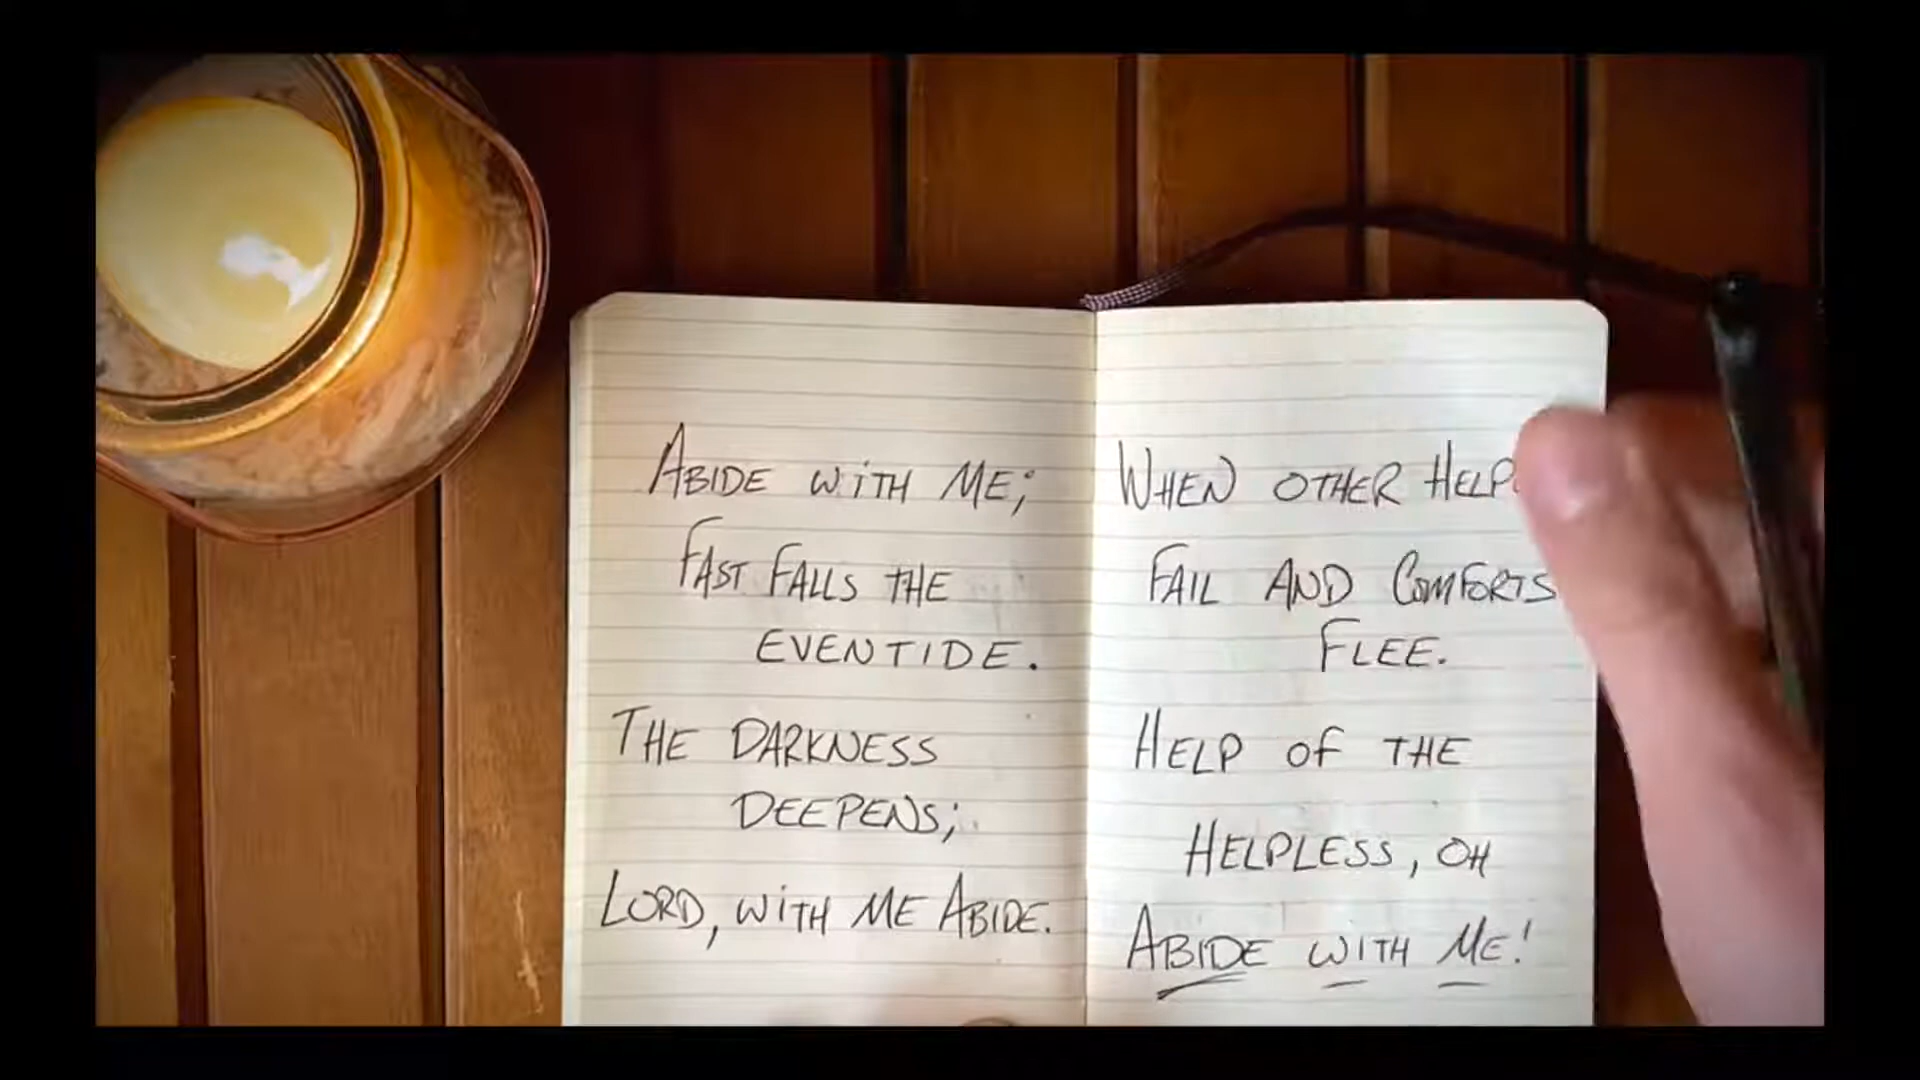 Abide with me;
Fast falls the
eventide.
The darkness
deepens;
Lord, with me abide.
When other
fail and comforts
flee.
Help of the
helpless, oh
Abide with me!